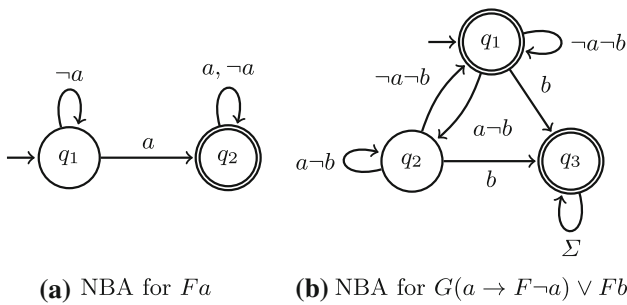 ¬a
a, ¬a
q₁
a
q₂
(a) NBA for Fa
q₁
¬a¬b
¬a¬b
b
a¬b
a¬b
q₂
b
q₃
Σ
(b) NBA for G(a → F¬a) ∨ Fb